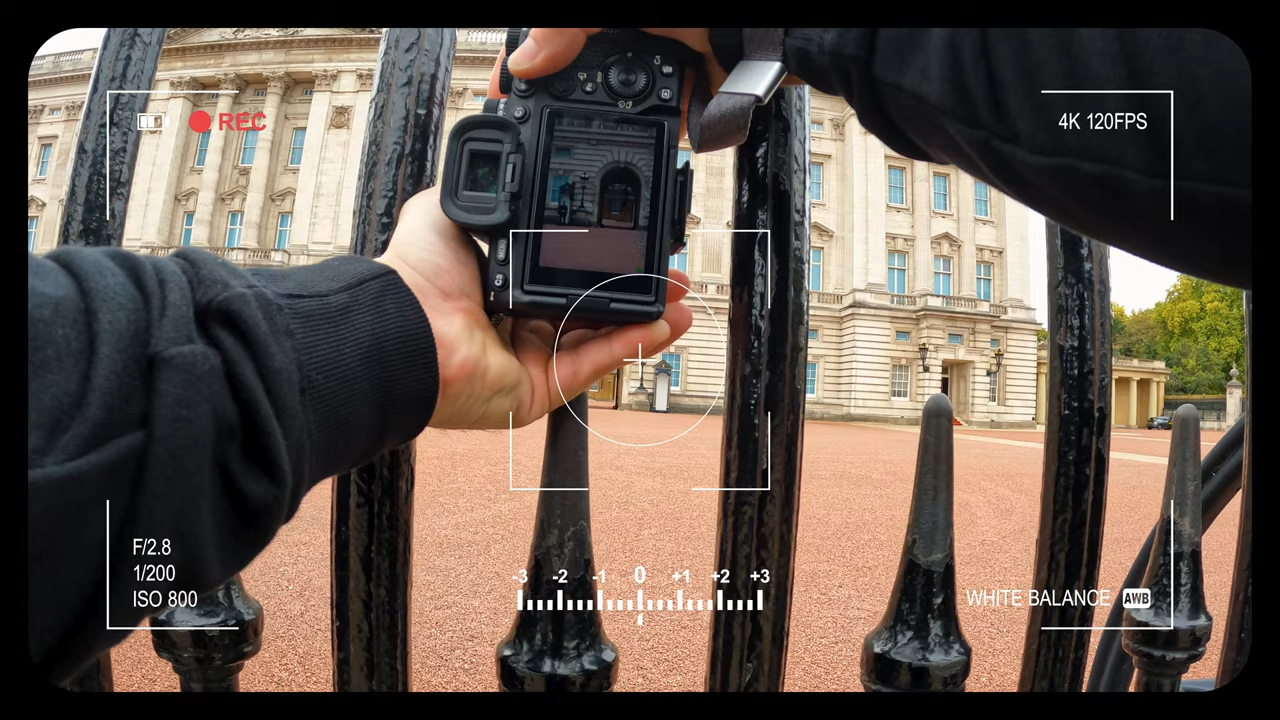 REC
4K 120FPS
F/2.8
1/200
ISO 800
-3 -2 -1 0 +1 +2 +3
WHITE BALANCE AWB